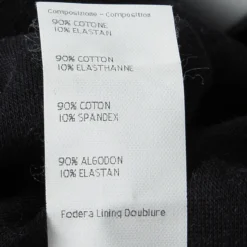 Composizione - Composition
90% COTONE
10% ELASTAN
90% COTTON
10% ELASTHANNE
90% COTON
10% SPANDEX
90% ALGODON
10% ELASTAN
Fodera Lining Doublure